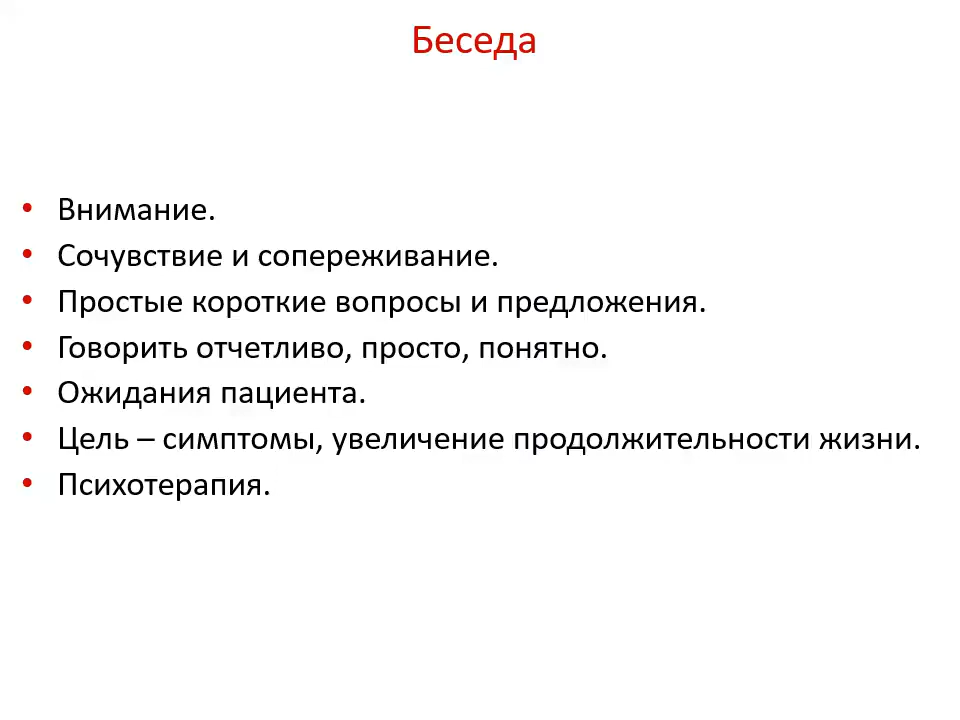 Беседа
• Внимание.
• Сочувствие и сопереживание.
• Простые короткие вопросы и предложения.
• Говорить отчетливо, просто, понятно.
• Ожидания пациента.
• Цель – симптомы, увеличение продолжительности жизни.
• Психотерапия.